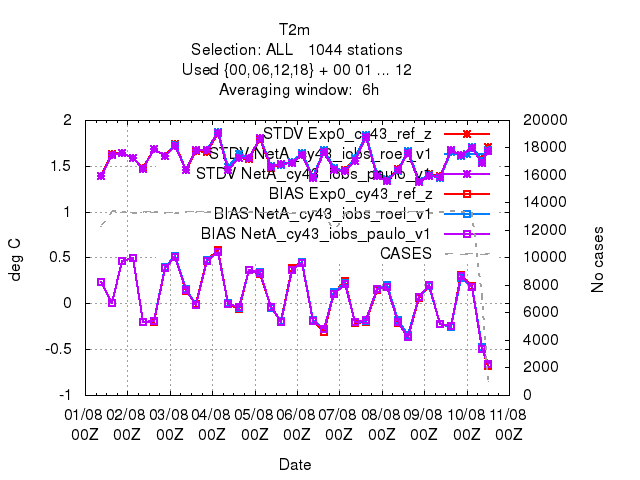 T2m
Selection: ALL   1044 stations
Used {00,06,12,18} + 00 01 ... 12
Averaging window:  6h
2
1.5
1
0.5
0
-0.5
-1
deg C
STDV Exp0_cy43_ref_z
STDV NetA_cy43_iobs_roel_v1
STDV NetA_cy43_iobs_paulo_v1
BIAS Exp0_cy43_ref_z
BIAS NetA_cy43_iobs_roel_v1
BIAS NetA_cy43_iobs_paulo_v1
CASES
20000
18000
16000
14000
12000
10000
8000
6000
4000
2000
0
No cases
01/08 02/08 03/08 04/08 05/08 06/08 07/08 08/08 09/08 10/08 11/08
00Z 00Z 00Z 00Z 00Z 00Z 00Z 00Z 00Z 00Z 00Z
Date